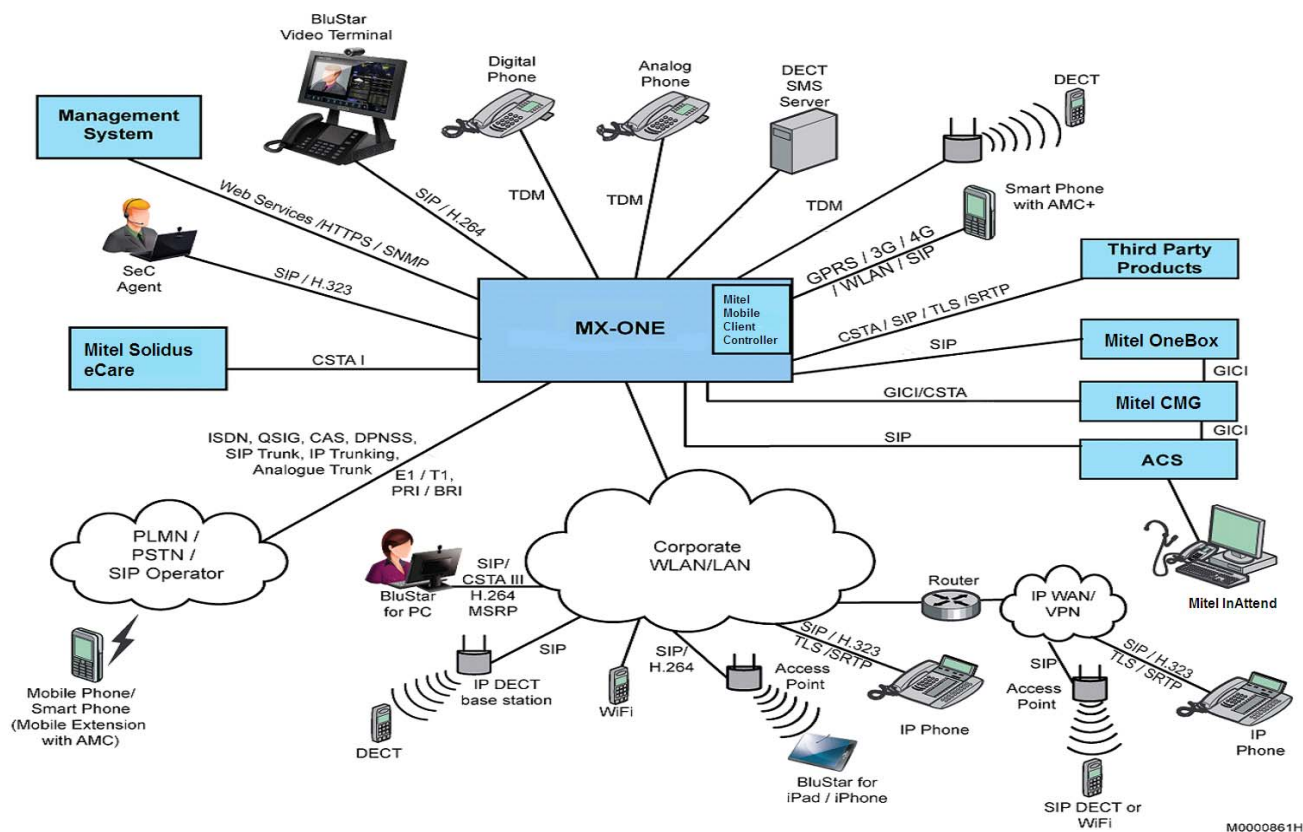 BluStar
Video Terminal
Digital
Phone
Analog
Phone
DECT
SMS
Server
DECT
Management
System
Web Services /HTTPS / SNMP
SIP / H.264
TDM
TDM
TDM
Smart Phone
with AMC+
SeC
Agent
SIP / H.323
GPRS / 3G / 4G
/ WLAN / SIP
Third Party
Products
MX-ONE
Mitel
Mobile
Client
Controller
CSTA / SIP / TLS /SRTP
Mitel Solidus
eCare
CSTA I
SIP
Mitel OneBox
GICI
GICI/CSTA
Mitel CMG
GICI
SIP
ACS
ISDN, QSIG, CAS, DPNSS,
SIP Trunk, IP Trunking,
Analogue Trunk
E1 / T1,
PRI / BRI
PLMN /
PSTN /
SIP Operator
Corporate
WLAN/LAN
BluStar
for PC
SIP/
CSTA III
H.264
MSRP
Router
IP WAN/
VPN
Mitel InAttend
SIP
IP DECT
base station
DECT
WiFi
SIP/
H.264
Access
Point
SIP / H.323
TLS /SRTP
IP Phone
BluStar for
iPad / iPhone
SIP
Access
Point
SIP / H.323
TLS / SRTP
IP
Phone
SIP DECT or
WiFi
Mobile Phone/
Smart Phone
(Mobile Extension
with AMC)
M0000861H